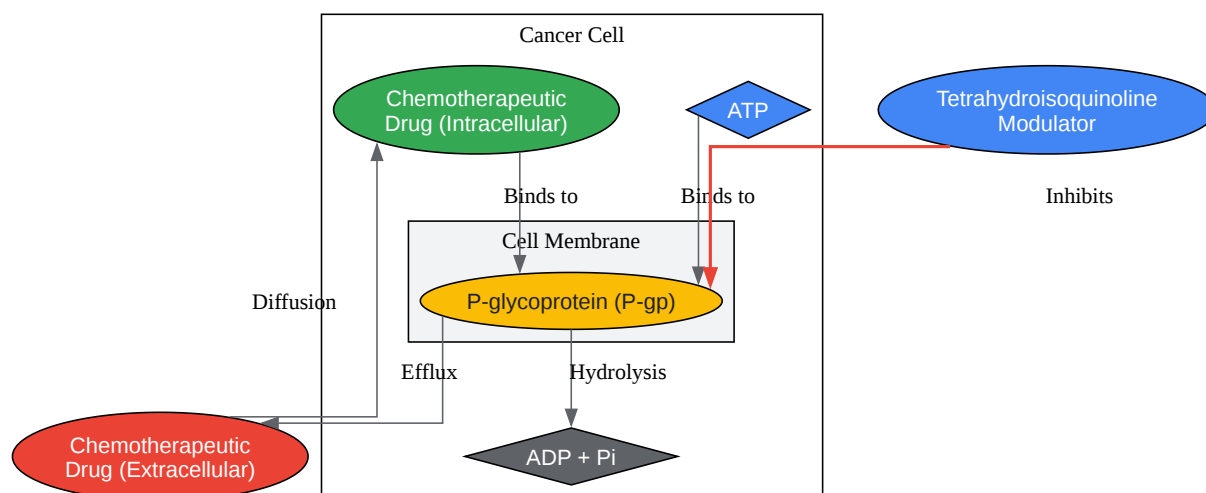 Cancer Cell
Chemotherapeutic
Drug (Intracellular)
ATP
Tetrahydroisoquinoline
Modulator
Binds to
Binds to
Inhibits
Cell Membrane
P-glycoprotein (P-gp)
Diffusion
Efflux
Hydrolysis
Chemotherapeutic
Drug (Extracellular)
ADP + Pi